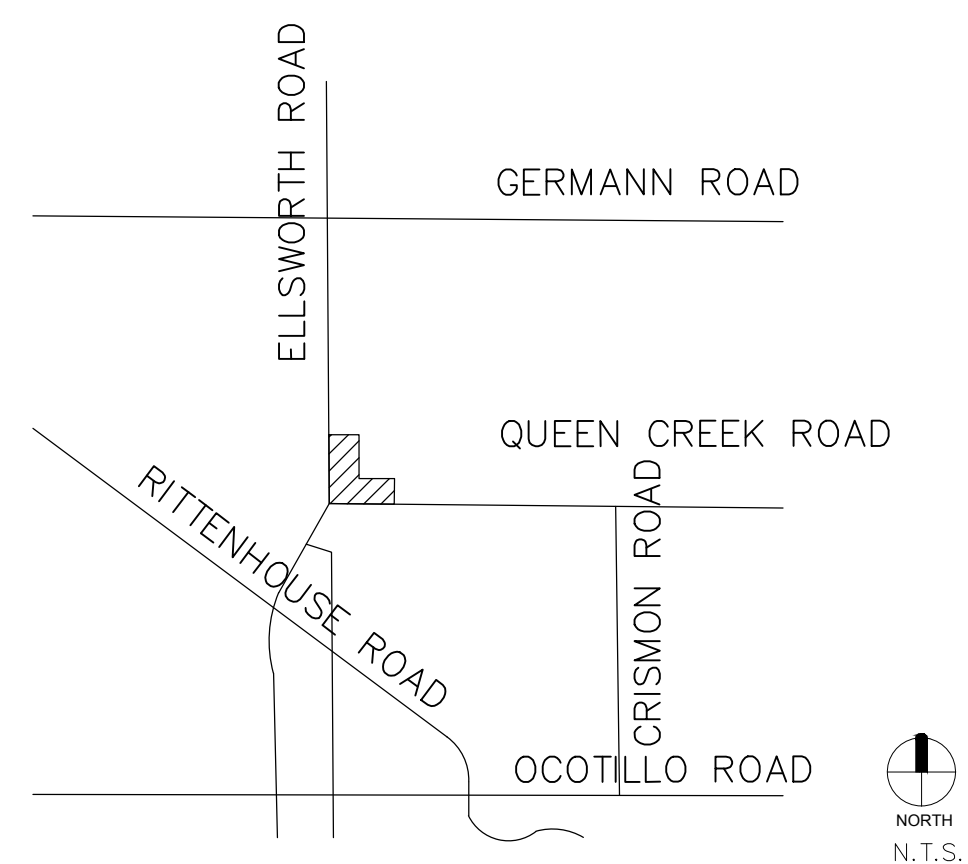 ELLSWORTH ROAD
GERMANN ROAD
QUEEN CREEK ROAD
RITTENHOUSE ROAD
CRISMON ROAD
OCOTILLO ROAD
NORTH
N.T.S.